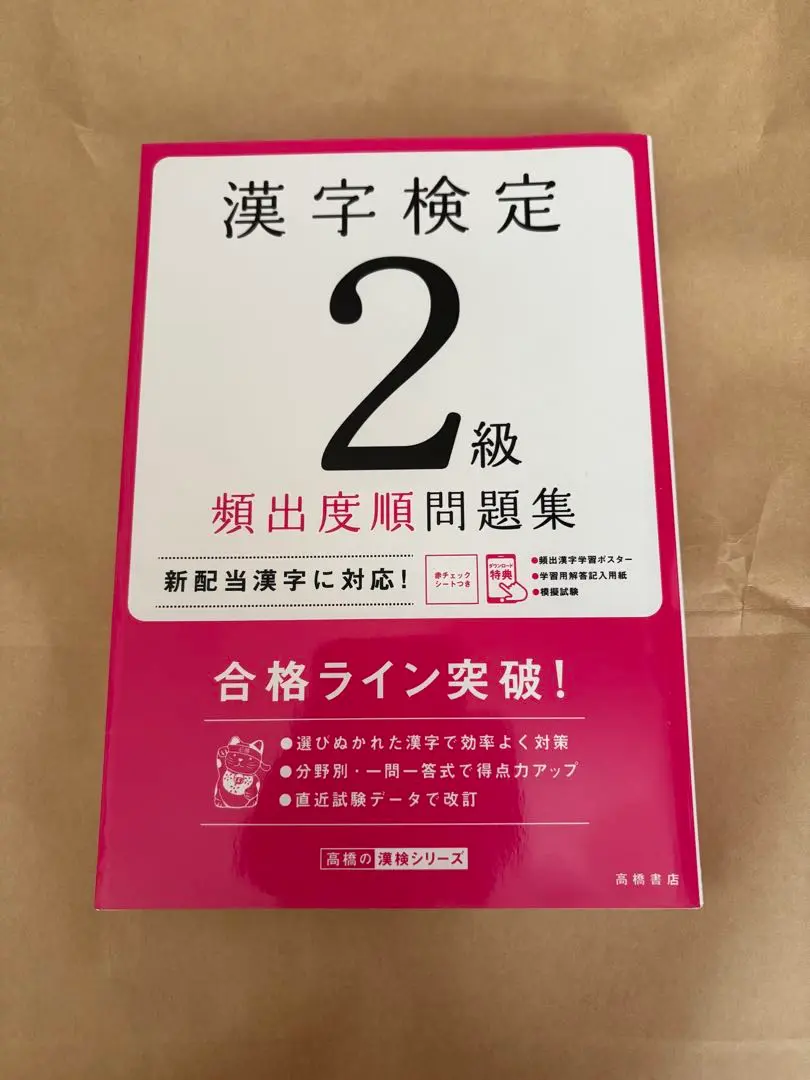 漢字検定
2級
頻出度順問題集
新配当漢字に対応!
赤チェック
シートつき
ダウンロード
特典
●頻出漢字学習ポスター
●学習用解答記入用紙
●模擬試験
合格ライン突破!
●選びぬかれた漢字で効率よく対策
●分野別・一問一答式で得点力アップ
●直近試験データで改訂
高橋の漢検シリーズ
高橋書店